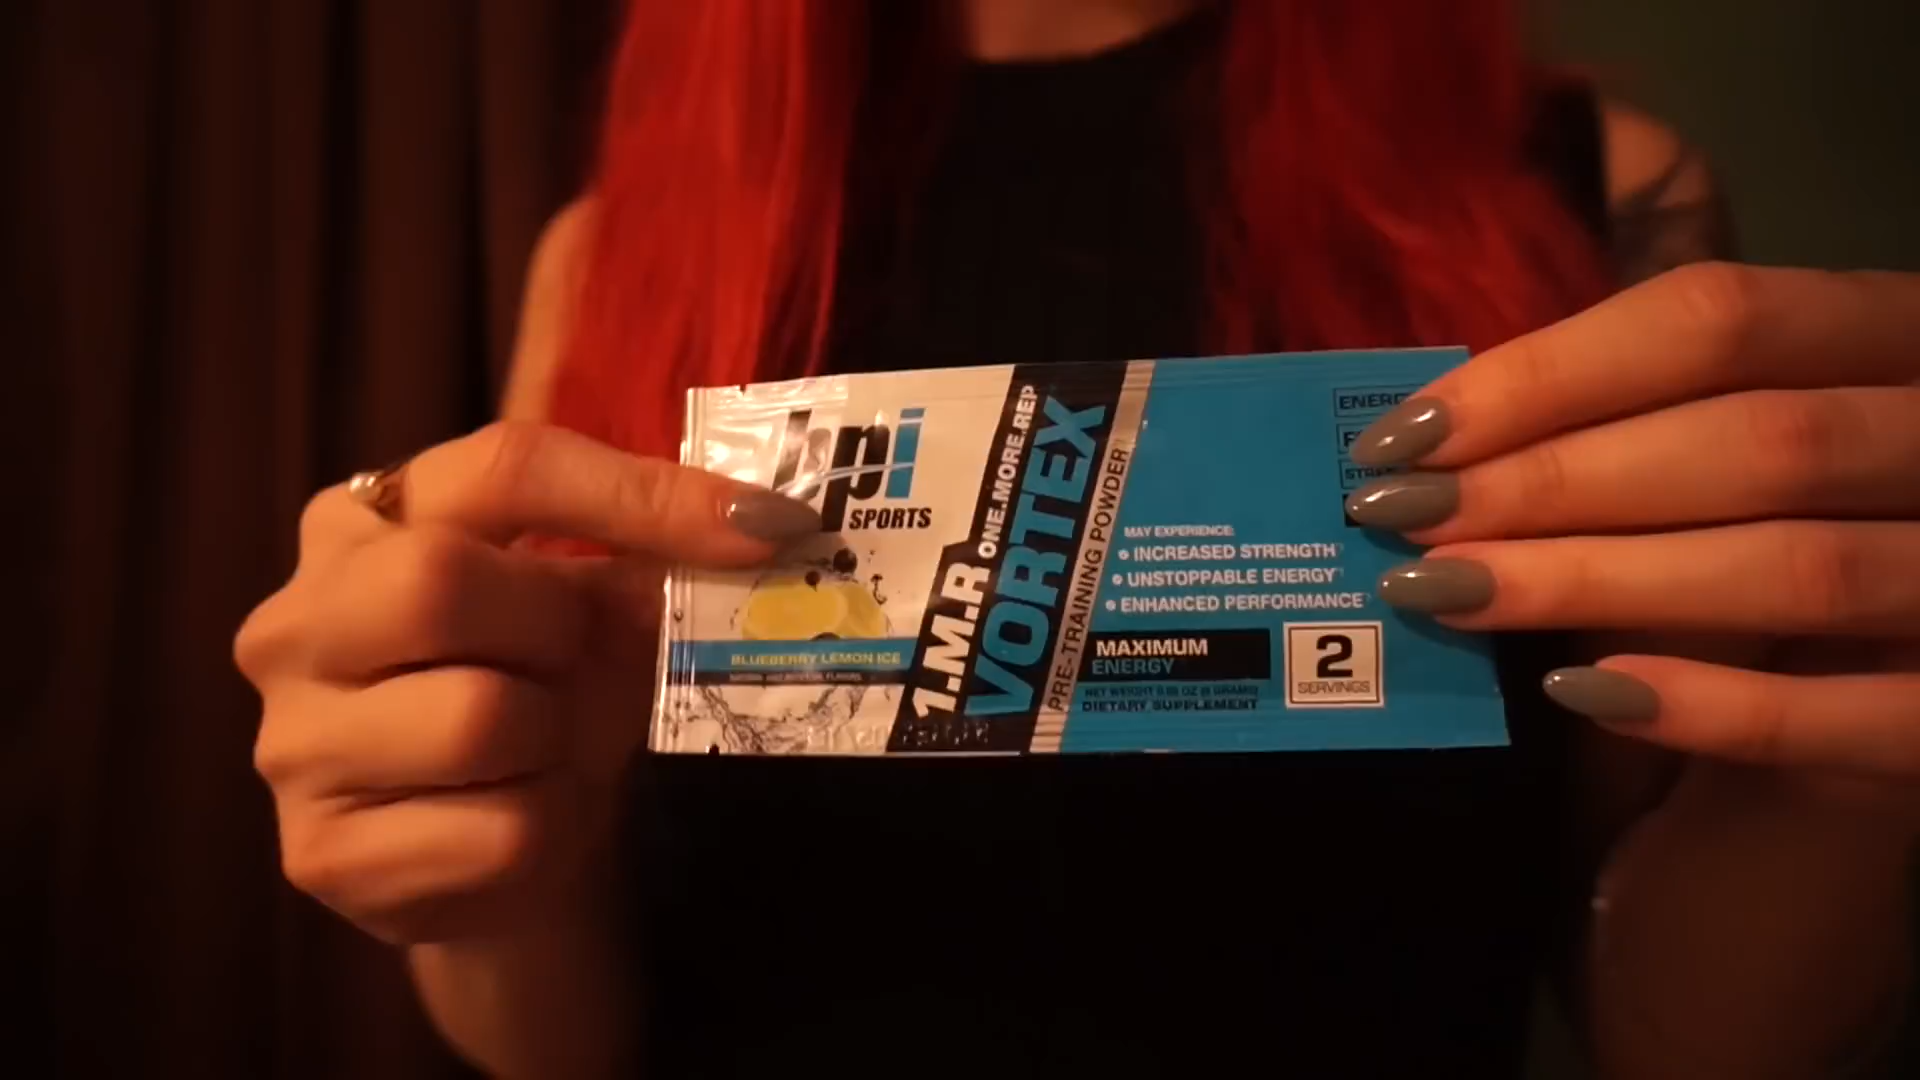 bpi
SPORTS
BLUEBERRY LEMON ICE
1.M.R ONE.MORE.REP
VORTEX
PRE-TRAINING POWDER
MAY EXPERIENCE:
INCREASED STRENGTH
UNSTOPPABLE ENERGY
ENHANCED PERFORMANCE
MAXIMUM
ENERGY
DIETARY SUPPLEMENT
2
SERVINGS